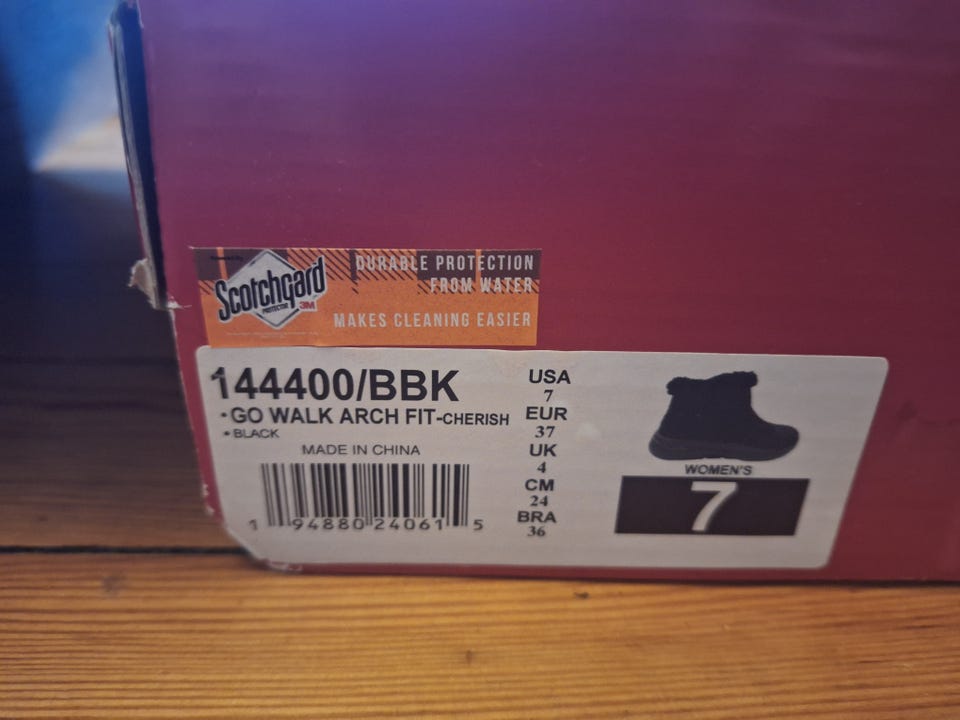 Scotchgard
PROTECTOR 3M
DURABLE PROTECTION
FROM WATER
MAKES CLEANING EASIER
144400/BBK
•GO WALK ARCH FIT-CHERISH
•BLACK
MADE IN CHINA
1 94880 24061 5
USA
7
EUR
37
UK
4
CM
24
BRA
36
WOMEN'S
7